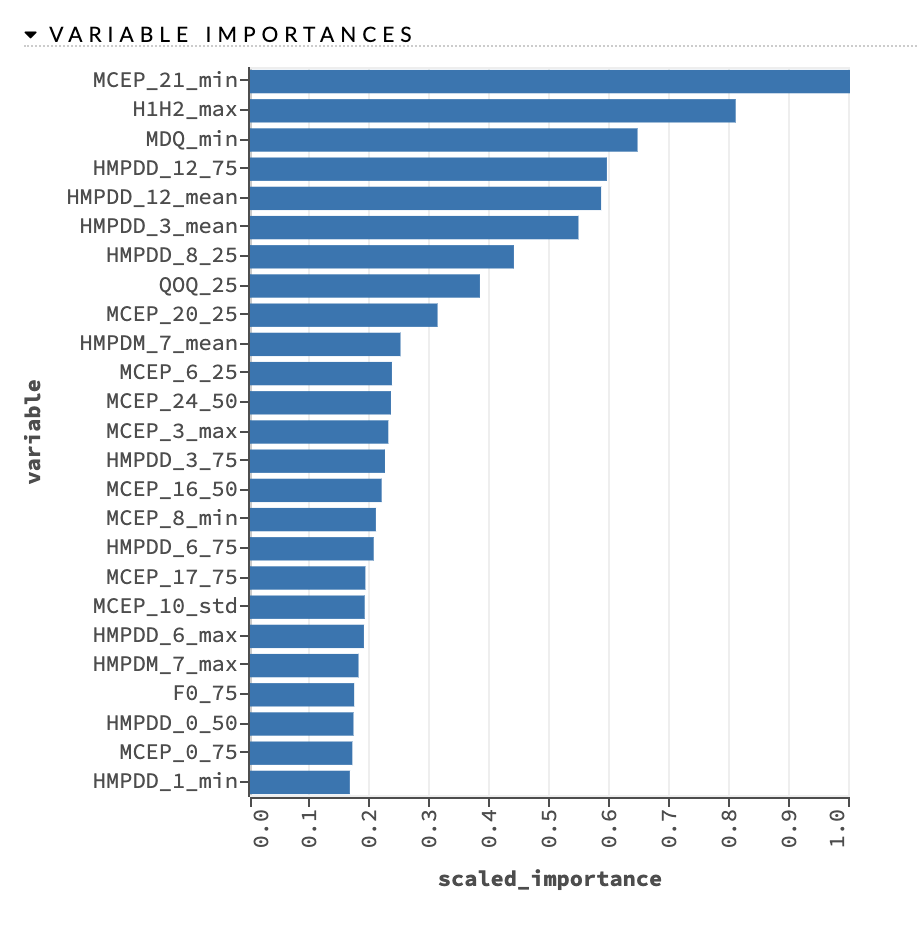 VARIABLE IMPORTANCES
MCEP_21_min
H1H2_max
MDQ_min
HMPDD_12_75
HMPDD_12_mean
HMPDD_3_mean
HMPDD_8_25
QOQ_25
MCEP_20_25
HMPDM_7_mean
MCEP_6_25
MCEP_24_50
MCEP_3_max
HMPDD_3_75
MCEP_16_50
MCEP_8_min
HMPDD_6_75
MCEP_17_75
MCEP_10_std
HMPDD_6_max
HMPDM_7_max
F0_75
HMPDD_0_50
MCEP_0_75
HMPDD_1_min
variable
0.0 0.1 0.2 0.3 0.4 0.5 0.6 0.7 0.8 0.9 1.0
scaled_importance